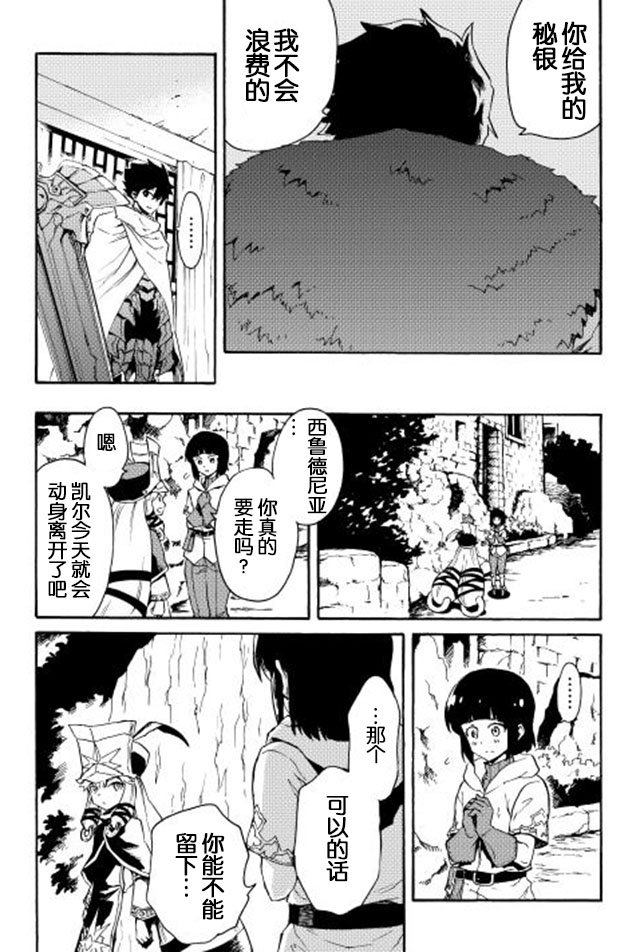 你给我的
秘银
我不会
浪费的
……
西鲁德尼亚
…
你真的
要走吗？
嗯
凯尔今天就会
动身离开了吧
……
…那个
可以的话
你能不能
留下…